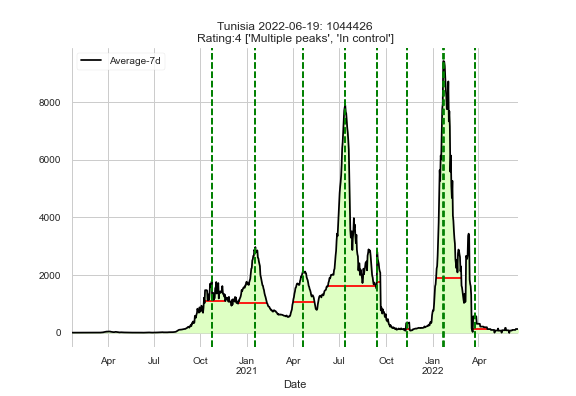 Tunisia 2022-06-19: 1044426
Rating:4 ['Multiple peaks', 'In control']
Average-7d
8000
6000
4000
2000
0
Apr Jul Oct Jan Apr Jul Oct Jan Apr
2021 2022
Date